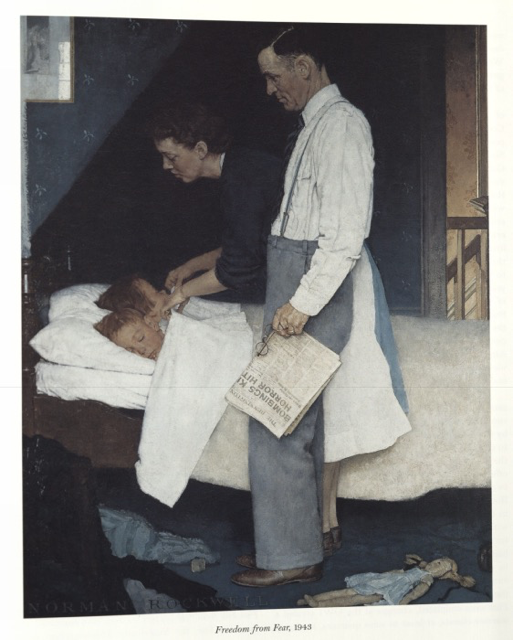 BOMBINGS KI
HORROR HIT
NORMAN ROCKWELL
Freedom from Fear, 1943